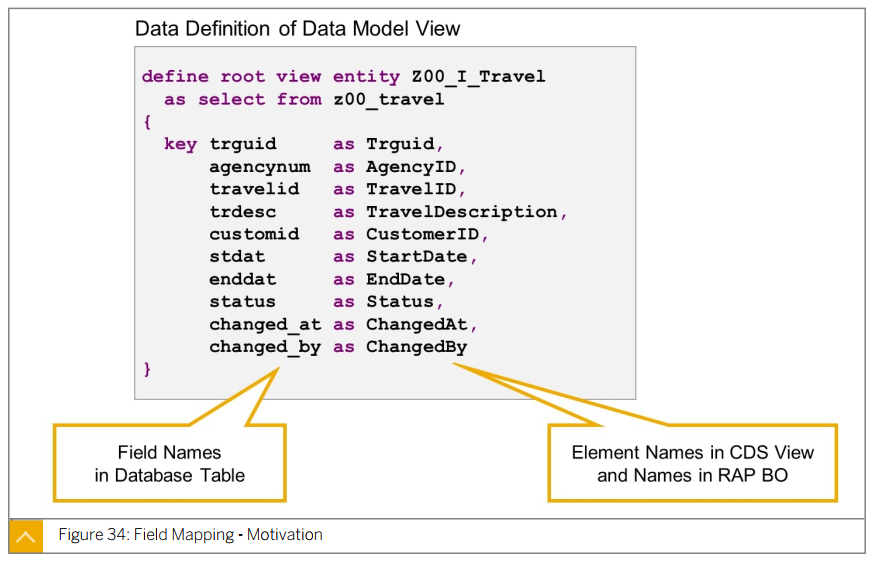 Data Definition of Data Model View
define root view entity Z00_I_Travel
as select from z00_travel
{
key trguid as Trguid,
agencynum as AgencyID,
travelid as TravelID,
trdesc as TravelDescription,
customid as CustomerID,
stdat as StartDate,
enddat as EndDate,
status as Status,
changed_at as ChangedAt,
changed_by as ChangedBy
}
Field Names
in Database Table
Element Names in CDS View
and Names in RAP BO
Figure 34: Field Mapping - Motivation